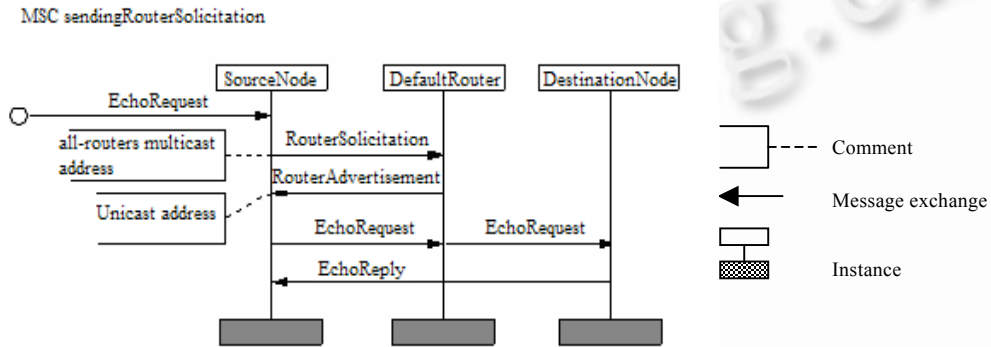 MSC sendingRouterSolicitation
SourceNode
DefaultRouter
DestinationNode
EchoRequest
all-routers multicast
address
RouterSolicitation
RouterAdvertisement
Unicast address
EchoRequest
EchoRequest
EchoReply
Comment
Message exchange
Instance